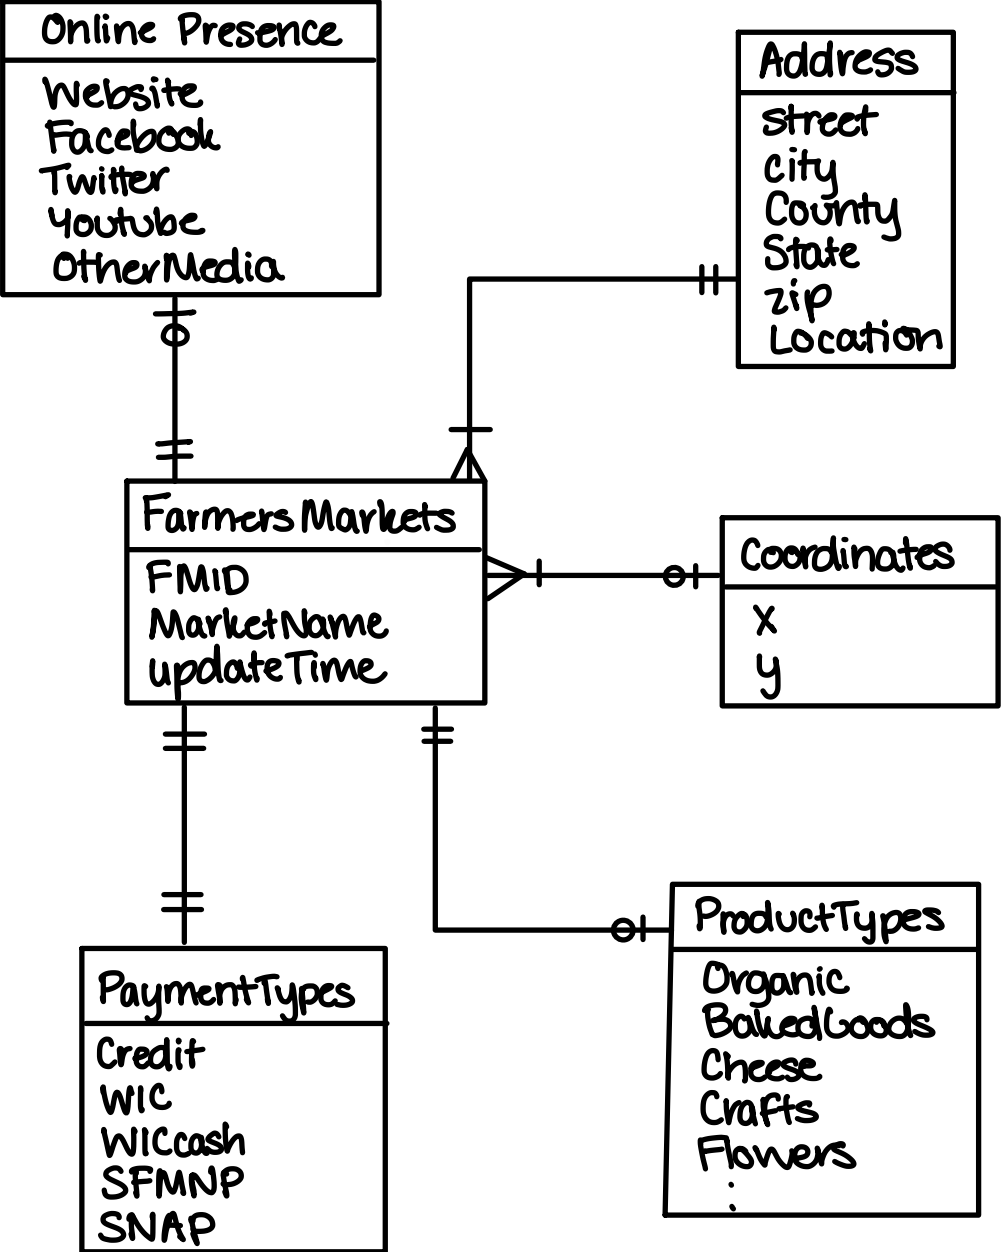 Online Presence
Website
Facebook
Twitter
Youtube
OtherMedia
Address
street
city
County
State
zip
Location
FarmersMarkets
FMID
MarketName
updateTime
Coordinates
x
y
PaymentTypes
Credit
WIC
WICcash
SFMNP
SNAP
ProductTypes
Organic
BakedGoods
Cheese
Crafts
Flowers
: